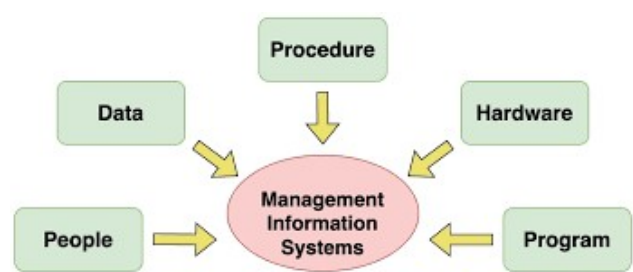 Procedure
Data
Hardware
Management
Information
Systems
People
Program